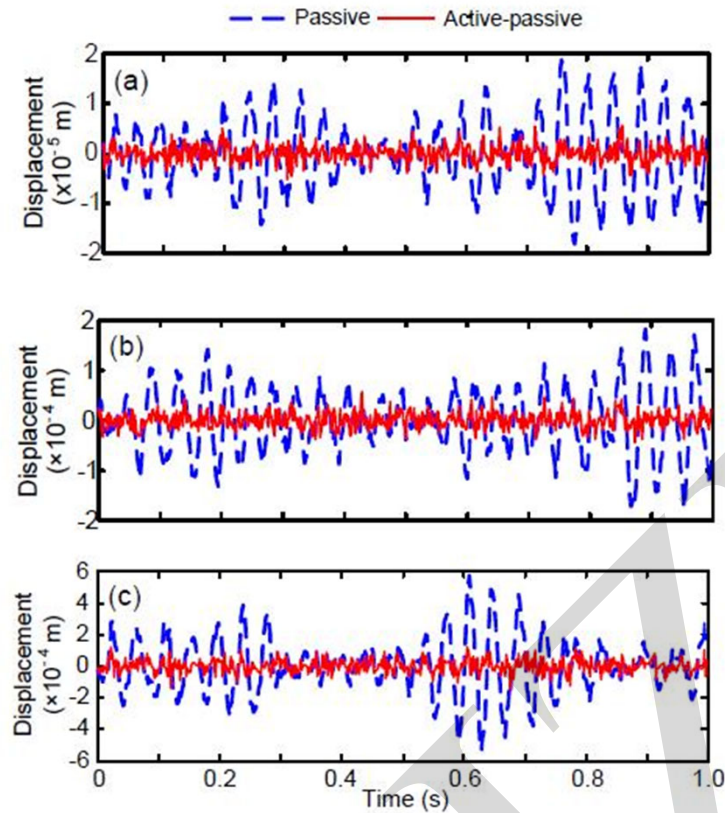 Passive Active-passive
(a)
Displacement
(×10⁻⁵ m)
2
1
0
-1
-2
(b)
Displacement
(×10⁻⁴ m)
2
1
0
-1
-2
(c)
Displacement
(×10⁻⁴ m)
6
4
2
0
-2
-4
-6
0 0.2 0.4 0.6 0.8 1.0
Time (s)